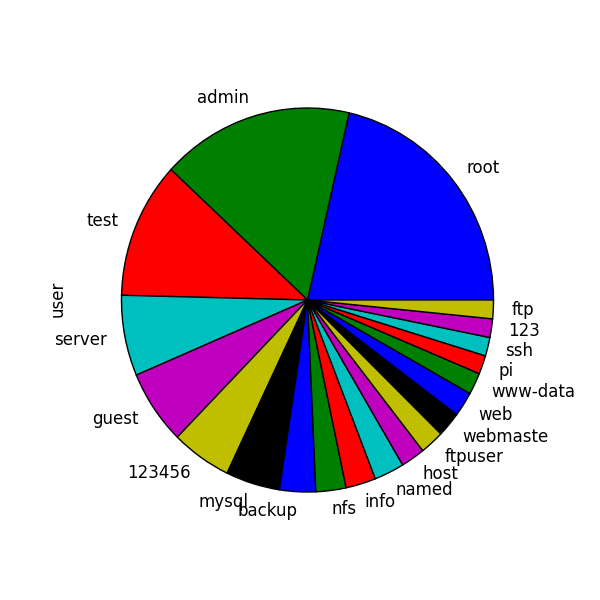 admin
root
test
user
server
guest
123456
mysql
backup
nfs
info
named
host
ftpuser
webmaste
web
www-data
pi
ssh
123
ftp